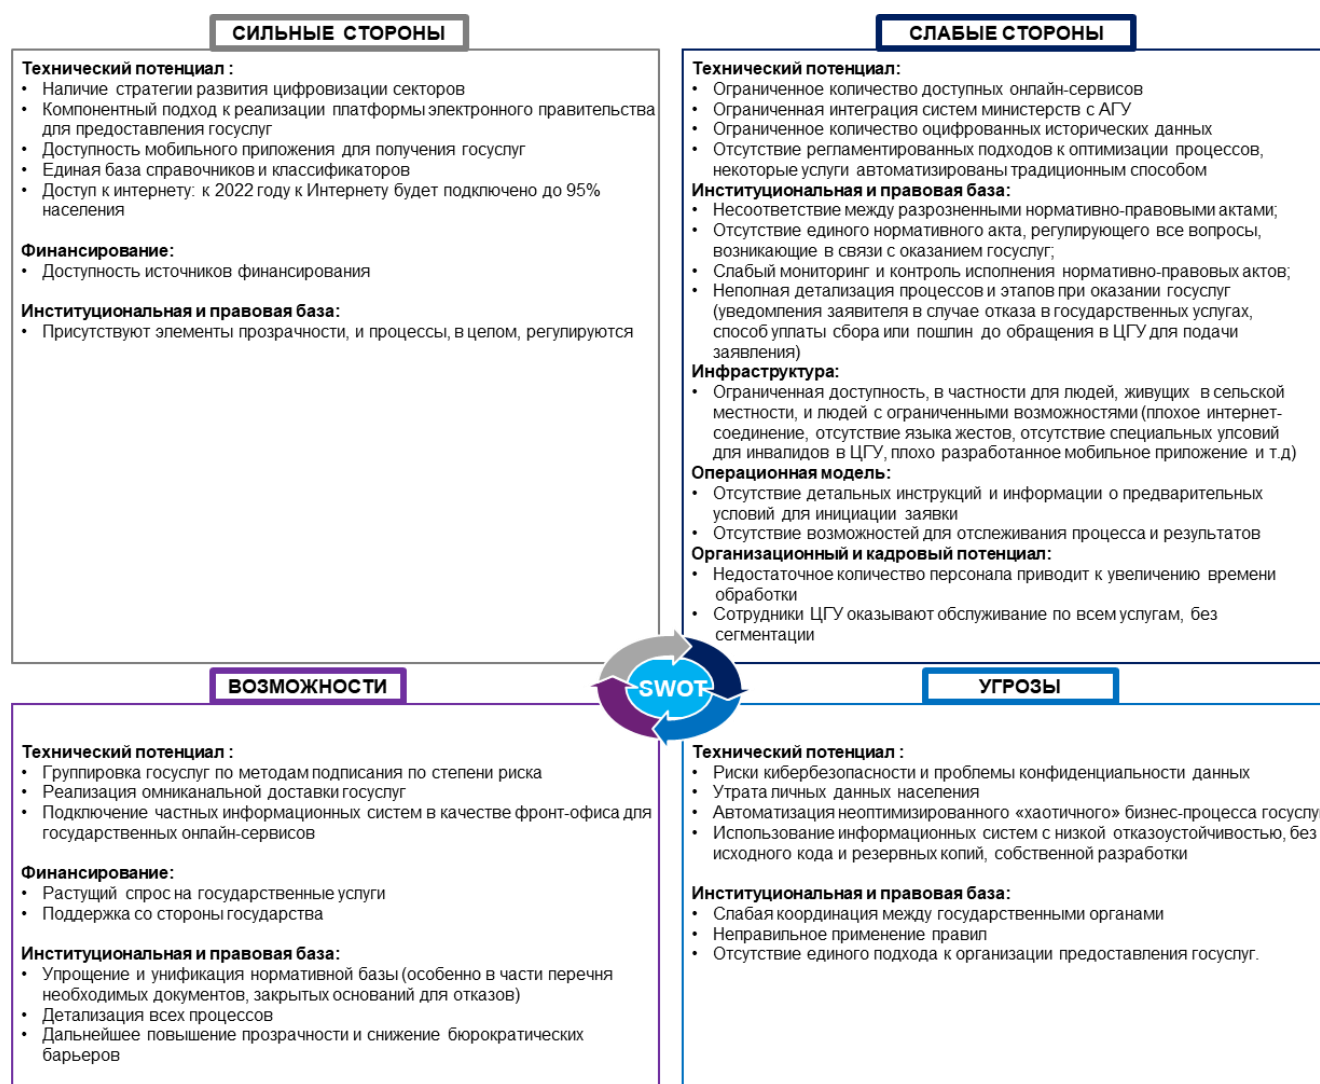 СИЛЬНЫЕ СТОРОНЫ
Технический потенциал :
• Наличие стратегии развития цифровизации секторов
• Компонентный подход к реализации платформы электронного правительства
для предоставления госуслуг
• Доступность мобильного приложения для получения госуслуг
• Единая база справочников и классификаторов
• Доступ к интернету: к 2022 году к Интернету будет подключено до 95%
населения
Финансирование:
• Доступность источников финансирования
Институциональная и правовая база:
• Присутствуют элементы прозрачности, и процессы, в целом, регулируются
СЛАБЫЕ СТОРОНЫ
Технический потенциал:
• Ограниченное количество доступных онлайн-сервисов
• Ограниченная интеграция систем министерств с АГУ
• Ограниченное количество оцифрованных исторических данных
• Отсутствие регламентированных подходов к оптимизации процессов,
некоторые услуги автоматизированы традиционным способом
Институциональная и правовая база:
• Несоответствие между разрозненными нормативно-правовыми актами;
• Отсутствие единого нормативного акта, регулирующего все вопросы,
возникающие в связи с оказанием госуслуг;
• Слабый мониторинг и контроль исполнения нормативно-правовых актов;
• Неполная детализация процессов и этапов при оказании госуслуг
(уведомления заявителя в случае отказа в государственных услугах,
способ уплаты сбора или пошлин до обращения в ЦГУ для подачи
заявления)
Инфраструктура:
• Ограниченная доступность, в частности для людей, живущих в сельской
местности, и людей с ограниченными возможностями (плохое интернет-
соединение, отсутствие языка жестов, отсутствие специальных улсовий
для инвалидов в ЦГУ, плохо разработанное мобильное приложение и т.д)
Операционная модель:
• Отсутствие детальных инструкций и информации о предварительных
условий для инициации заявки
• Отсутствие возможностей для отслеживания процесса и результатов
Организационный и кадровый потенциал:
• Недостаточное количество персонала приводит к увеличению времени
обработки
• Сотрудники ЦГУ оказывают обслуживание по всем услугам, без
сегментации
SWOT
ВОЗМОЖНОСТИ
Технический потенциал :
• Группировка госуслуг по методам подписания по степени риска
• Реализация омниканальной доставки госуслуг
• Подключение частных информационных систем в качестве фронт-офиса для
государственных онлайн-сервисов
Финансирование:
• Растущий спрос на государственные услуги
• Поддержка со стороны государства
Институциональная и правовая база:
• Упрощение и унификация нормативной базы (особенно в части перечня
необходимых документов, закрытых оснований для отказов)
• Детализация всех процессов
• Дальнейшее повышение прозрачности и снижение бюрократических
барьеров
УГРОЗЫ
Технический потенциал :
• Риски кибербезопасности и проблемы конфиденциальности данных
• Утрата личных данных населения
• Автоматизация неоптимизированного «хаотичного» бизнес-процесса госуслу
• Использование информационных систем с низкой отказоустойчивостью, без
исходного кода и резервных копий, собственной разработки
Институциональная и правовая база:
• Слабая координация между государственными органами
• Неправильное применение правил
• Отсутствие единого подхода к организации предоставления госуслуг.